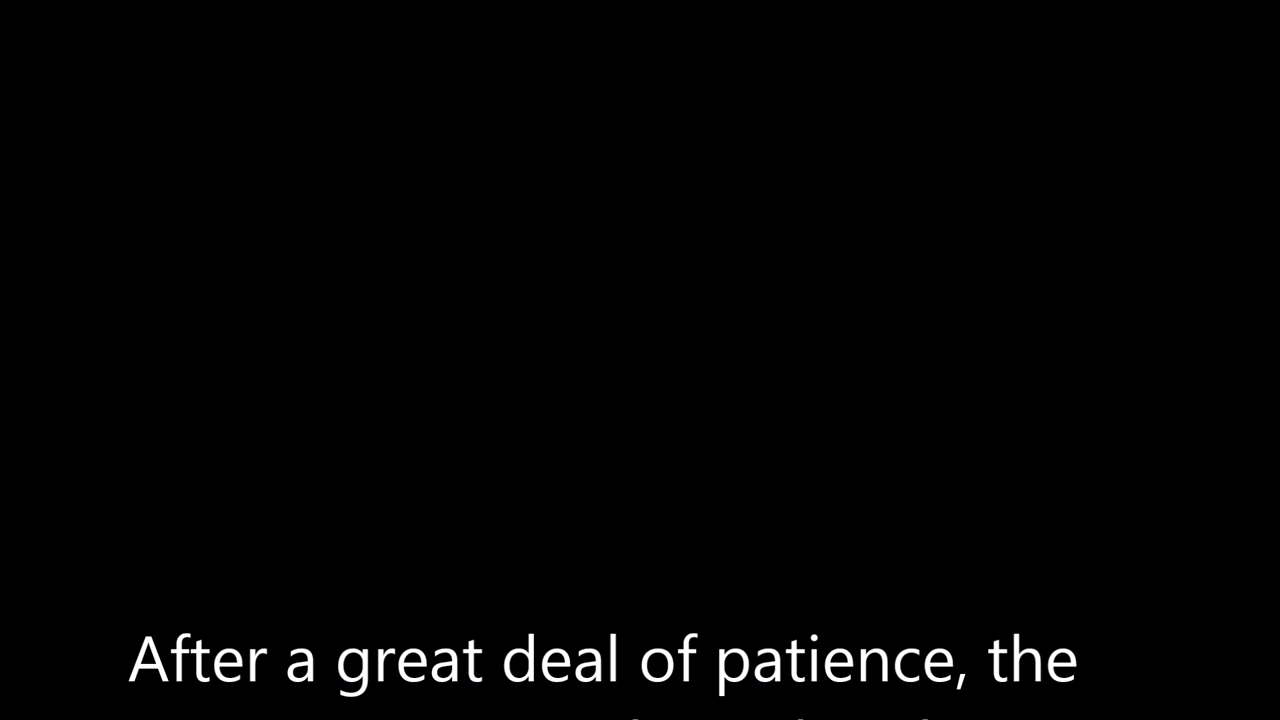 After a great deal of patience, the